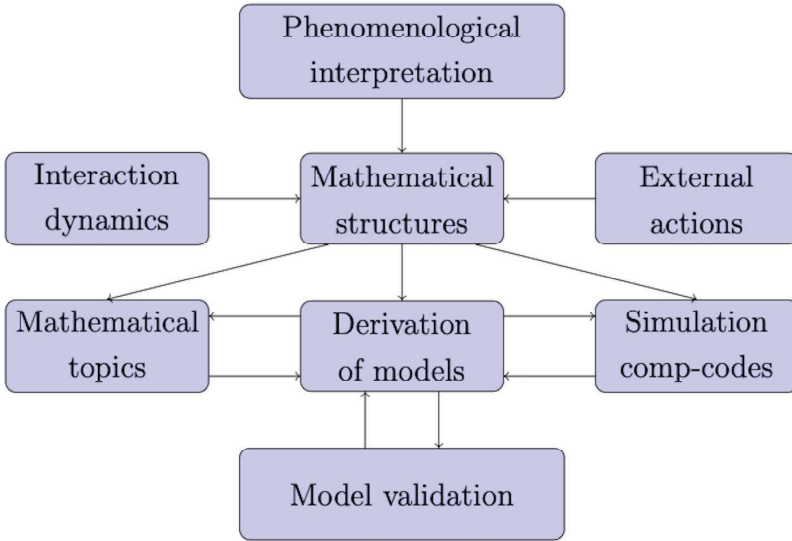 Phenomenological
interpretation
Interaction
dynamics
Mathematical
structures
External
actions
Mathematical
topics
Derivation
of models
Simulation
comp-codes
Model validation